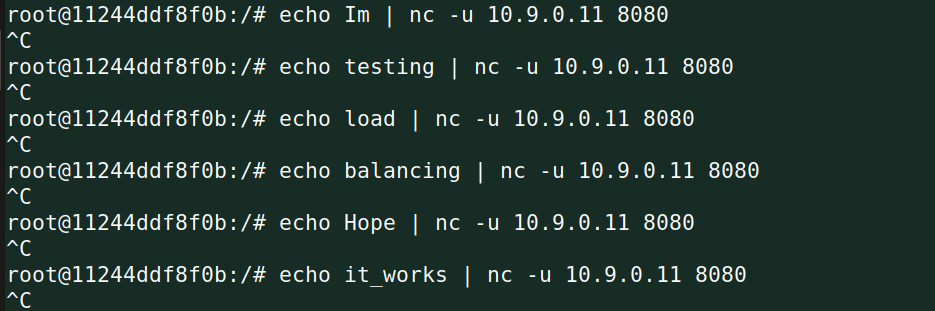 root@11244ddf8f0b:/# echo Im | nc -u 10.9.0.11 8080
^C
root@11244ddf8f0b:/# echo testing | nc -u 10.9.0.11 8080
^C
root@11244ddf8f0b:/# echo load | nc -u 10.9.0.11 8080
^C
root@11244ddf8f0b:/# echo balancing | nc -u 10.9.0.11 8080
^C
root@11244ddf8f0b:/# echo Hope | nc -u 10.9.0.11 8080
^C
root@11244ddf8f0b:/# echo it_works | nc -u 10.9.0.11 8080
^C